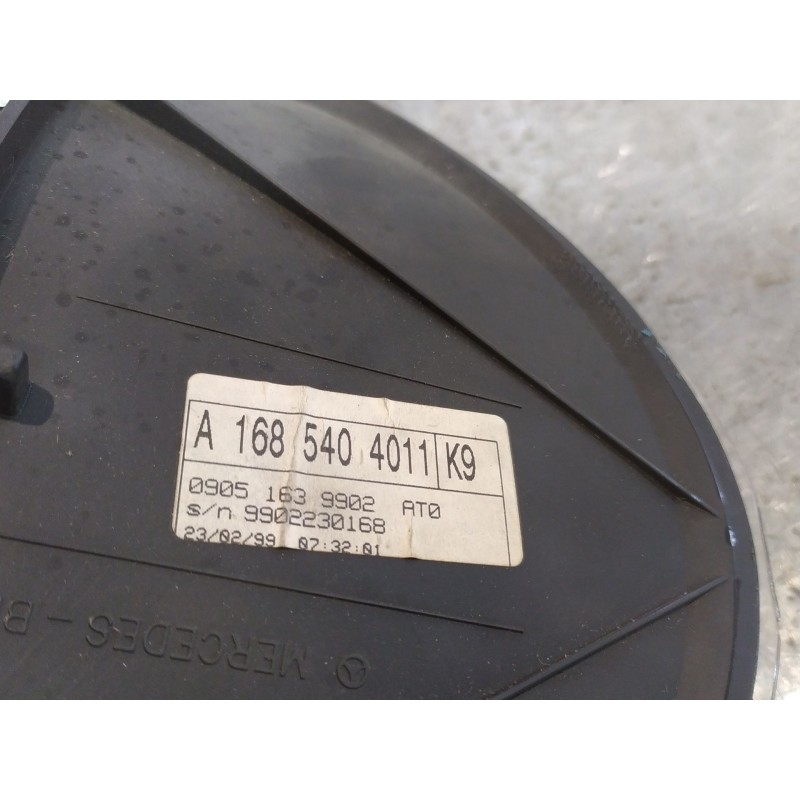 A 168 540 4011 K9
0905 163 9902 AT0
s/n 9902230168
23/02/99 07:32:01
MERCEDES - B